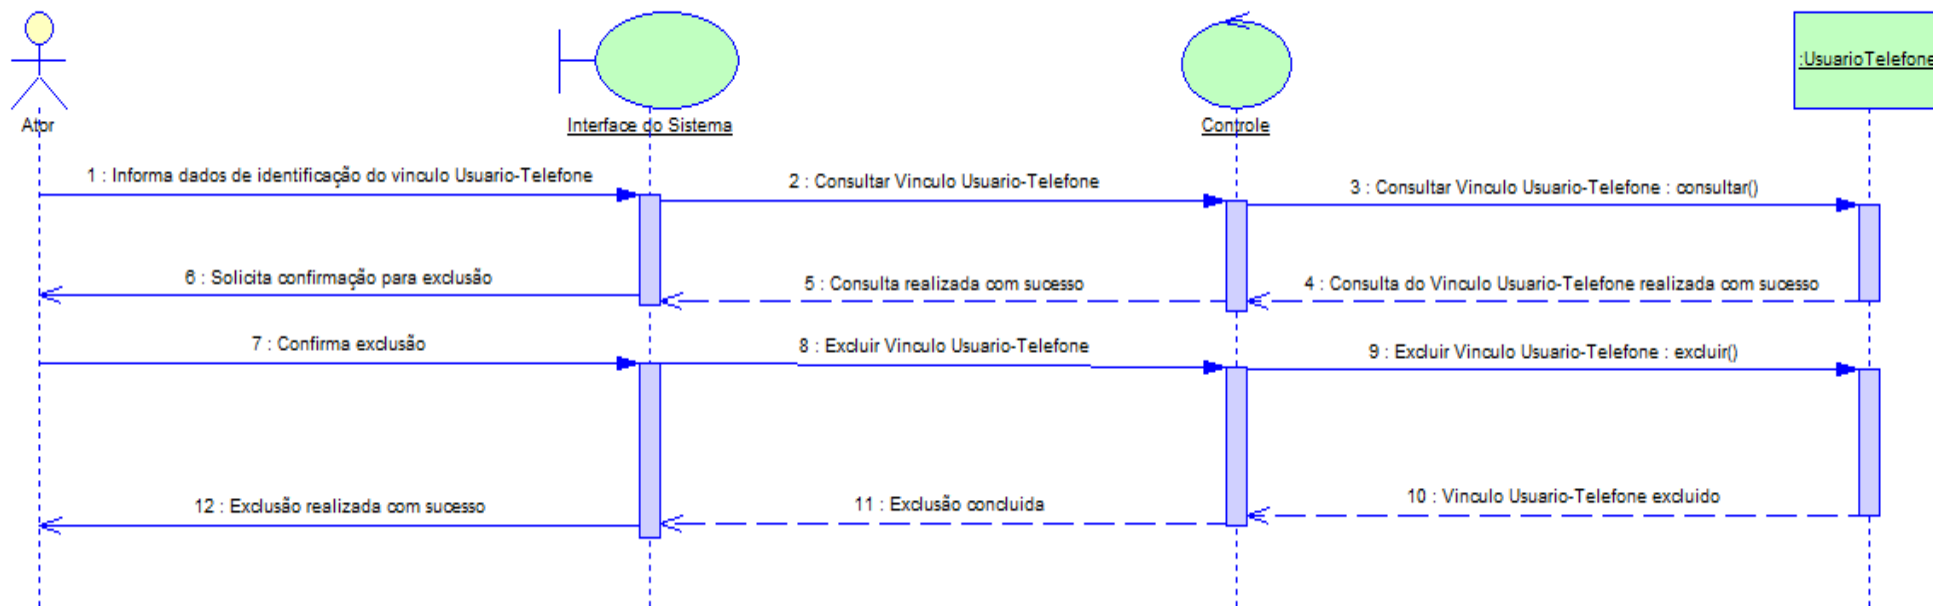 :UsuarioTelefone
Ator
Interface do Sistema
Controle
1 : Informa dados de identificação do vinculo Usuario-Telefone
2 : Consultar Vinculo Usuario-Telefone
3 : Consultar Vinculo Usuario-Telefone : consultar()
6 : Solicita confirmação para exclusão
5 : Consulta realizada com sucesso
4 : Consulta do Vinculo Usuario-Telefone realizada com sucesso
7 : Confirma exclusão
8 : Excluir Vinculo Usuario-Telefone
9 : Excluir Vinculo Usuario-Telefone : excluir()
12 : Exclusão realizada com sucesso
11 : Exclusão concluida
10 : Vinculo Usuario-Telefone excluido